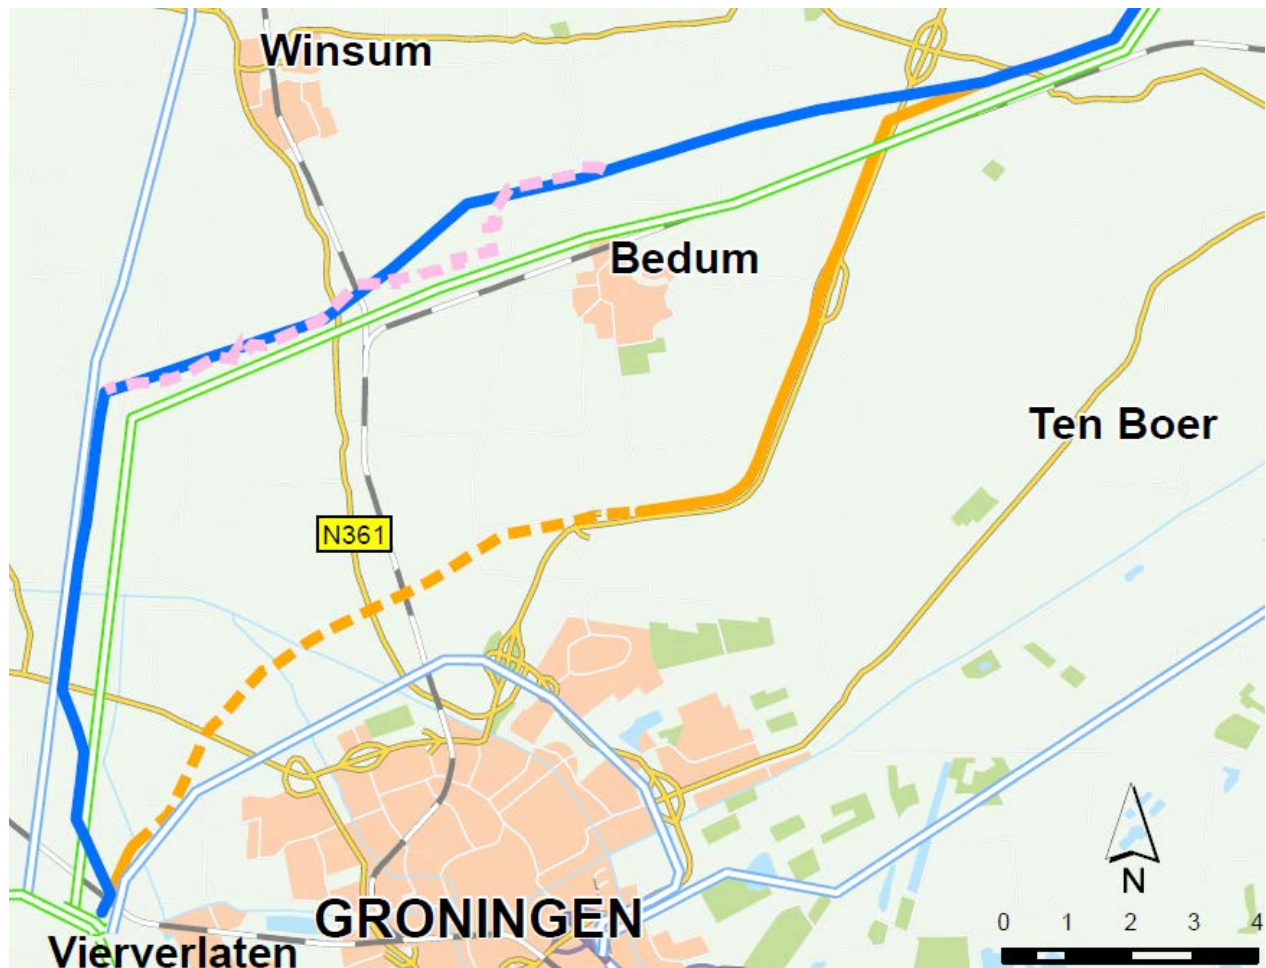 Winsum
Bedum
Ten Boer
N361
N
GRONINGEN
Vierverlaten
0 1 2 3 4